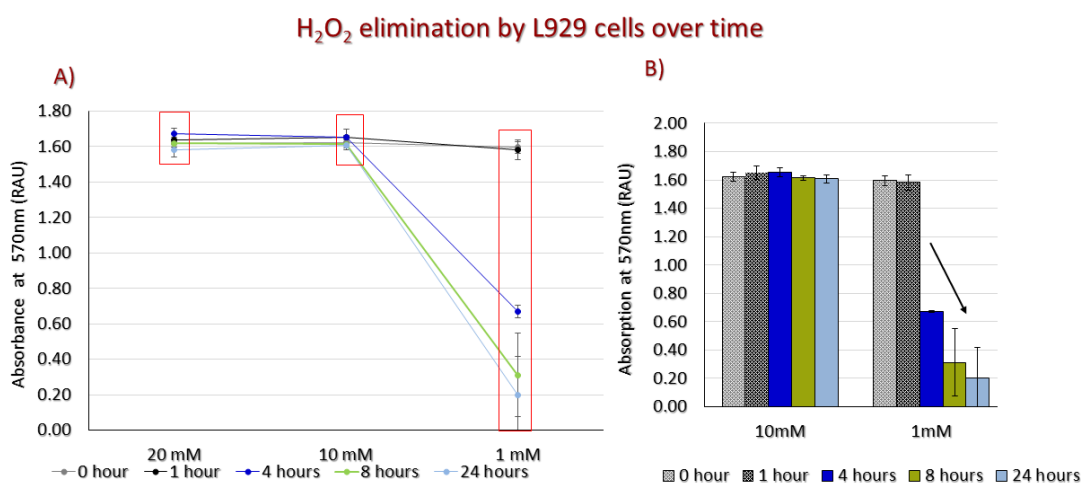 H₂O₂ elimination by L929 cells over time
A)
Absorbance at 570nm (RAU)
1.80
1.60
1.40
1.20
1.00
0.80
0.60
0.40
0.20
0.00
20 mM 10 mM 1 mM
0 hour 1 hour 4 hours 8 hours 24 hours
B)
Absorption at 570nm (RAU)
2.00
1.80
1.60
1.40
1.20
1.00
0.80
0.60
0.40
0.20
0.00
10mM 1mM
0 hour 1 hour 4 hours 8 hours 24 hours